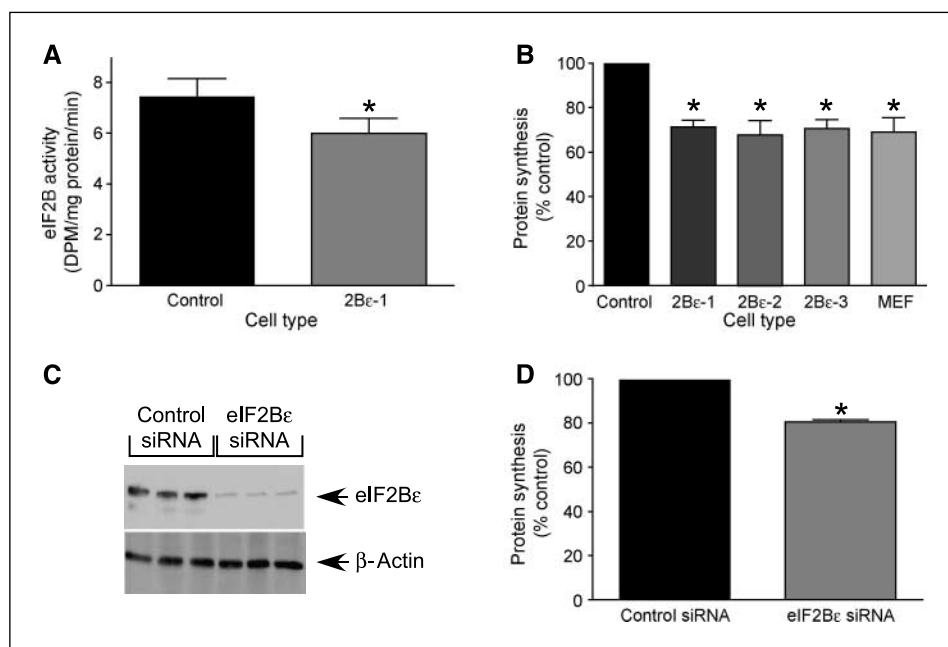 A
eIF2B activity
(DPM/mg protein/min)
8
6
4
2
0
*
Control
2Bε-1
Cell type
B
Protein synthesis
(% control)
100
80
60
40
20
0
*
*
*
*
Control
2Bε-1
2Bε-2
2Bε-3
MEF
Cell type
C
Control
siRNA
eIF2Bε
siRNA
eIF2Bε
β-Actin
D
Protein synthesis
(% control)
100
80
60
40
20
0
*
Control siRNA
eIF2Bε siRNA